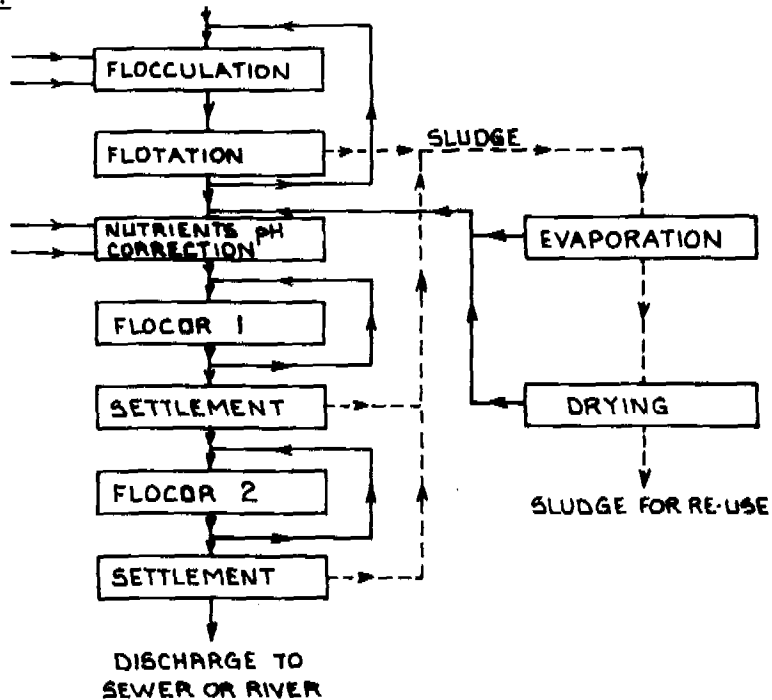 FLOCCULATION
FLOTATION
SLUDGE
NUTRIENTS pH
CORRECTION
EVAPORATION
FLOCOR 1
SETTLEMENT
DRYING
FLOCOR 2
SLUDGE FOR RE-USE
SETTLEMENT
DISCHARGE TO
SEWER OR RIVER